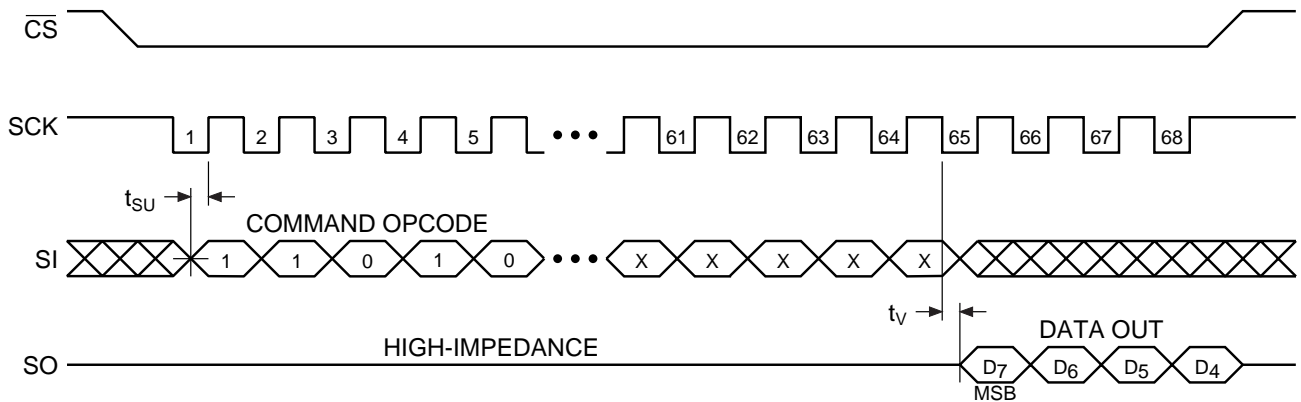 C̅S̅
SCK 1 2 3 4 5 ••• 61 62 63 64 65 66 67 68
tSU
COMMAND OPCODE
SI 1 1 0 1 0 ••• X X X X X
tV
DATA OUT
HIGH-IMPEDANCE
SO D7 D6 D5 D4
MSB